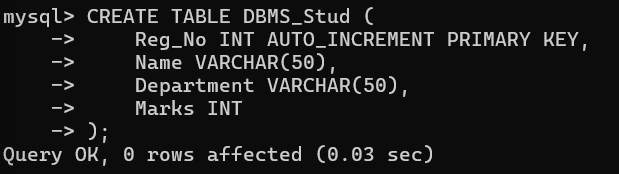 mysql> CREATE TABLE DBMS_Stud (
    ->     Reg_No INT AUTO_INCREMENT PRIMARY KEY,
    ->     Name VARCHAR(50),
    ->     Department VARCHAR(50),
    ->     Marks INT
    -> );
Query OK, 0 rows affected (0.03 sec)